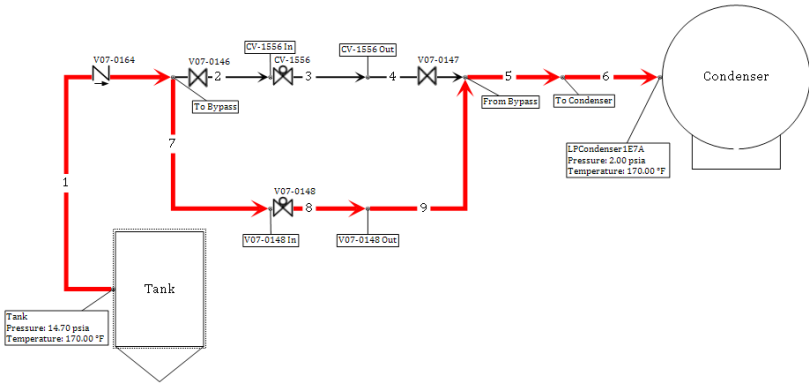 CV-1556 In
CV-1556 Out
V07-0164
V07-0146
CV-1556
V07-0147
2
3
4
5
6
Condenser
To Bypass
From Bypass
To Condenser
7
LPCondenser1E7A
Pressure: 2.00 psia
Temperature: 170.00 °F
1
V07-0148
8
9
V07-0148 In
V07-0148 Out
Tank
Tank
Pressure: 14.70 psia
Temperature: 170.00 °F